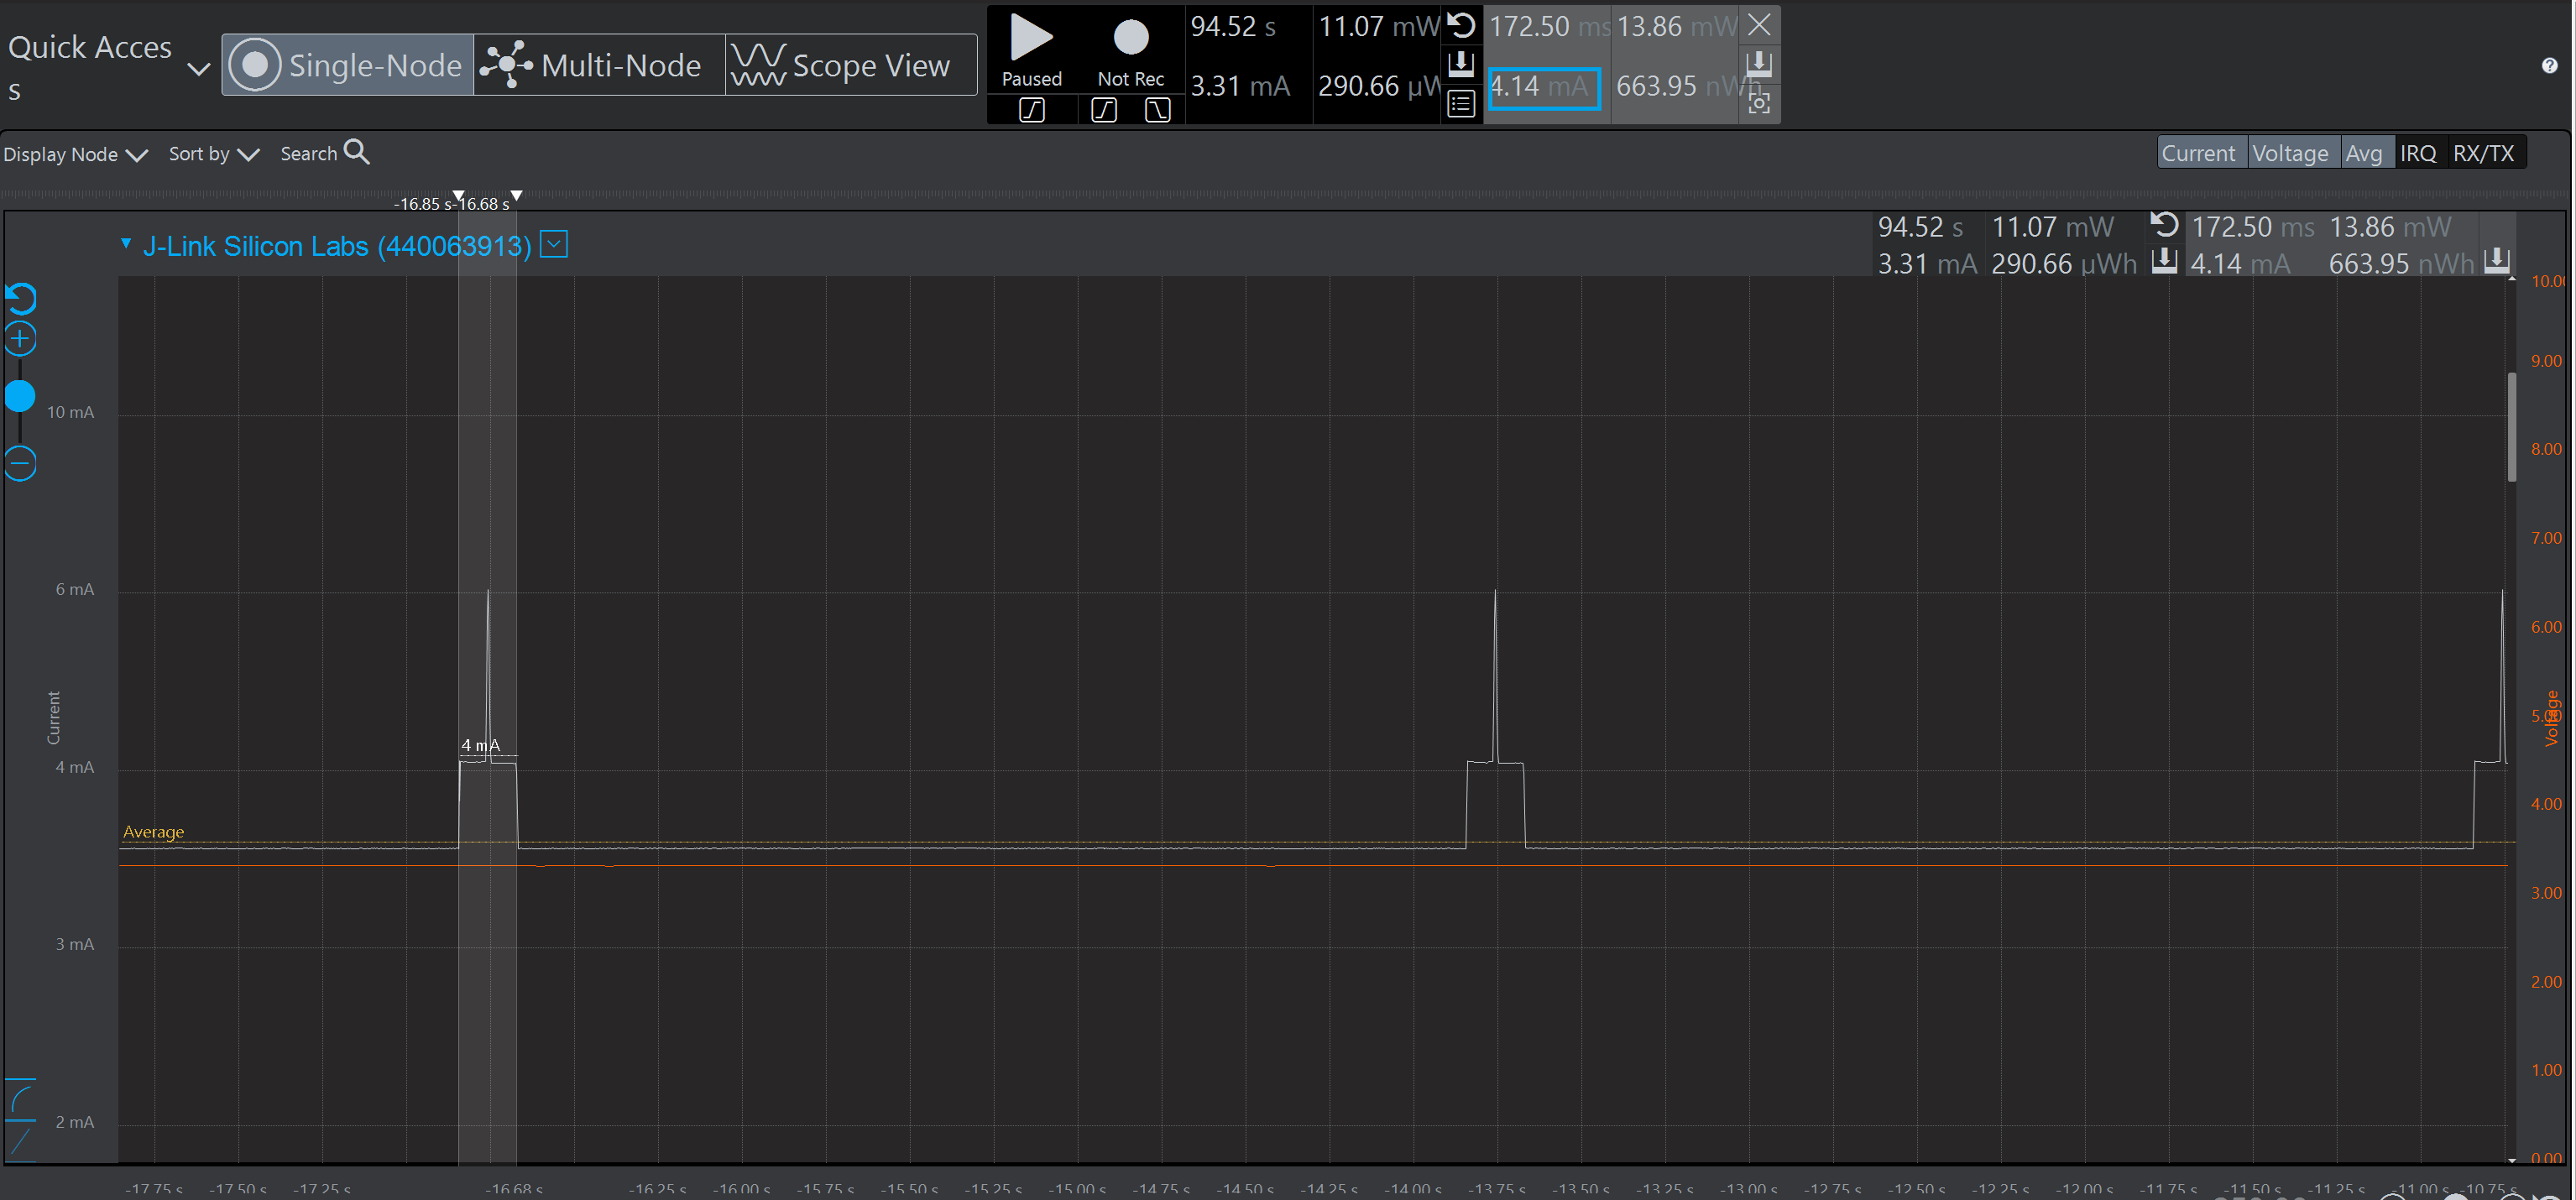 Quick Acces
s
Single-Node
Multi-Node
Scope View
Paused
Not Rec
94.52 s
11.07 mW
3.31 mA
290.66 µW
172.50 ms
13.86 mW
4.14 mA
663.95 nWh
Display Node
Sort by
Search
Current
Voltage
Avg
IRQ
RX/TX
-16.85 s
-16.68 s
J-Link Silicon Labs (440063913)
94.52 s
11.07 mW
172.50 ms
13.86 mW
3.31 mA
290.66 µWh
4.14 mA
663.95 nWh
10 mA
6 mA
4 mA
3 mA
2 mA
Current
4 mA
Average
10.00
9.00
8.00
7.00
6.00
5.00
4.00
3.00
2.00
1.00
0.00
Voltage
-17.75 s
-17.50 s
-17.25 s
-16.68 s
-16.25 s
-16.00 s
-15.75 s
-15.50 s
-15.25 s
-15.00 s
-14.75 s
-14.50 s
-14.25 s
-14.00 s
-13.75 s
-13.50 s
-13.25 s
-13.00 s
-12.75 s
-12.50 s
-12.25 s
-12.00 s
-11.75 s
-11.50 s
-11.25 s
-11.00 s
-10.75 s